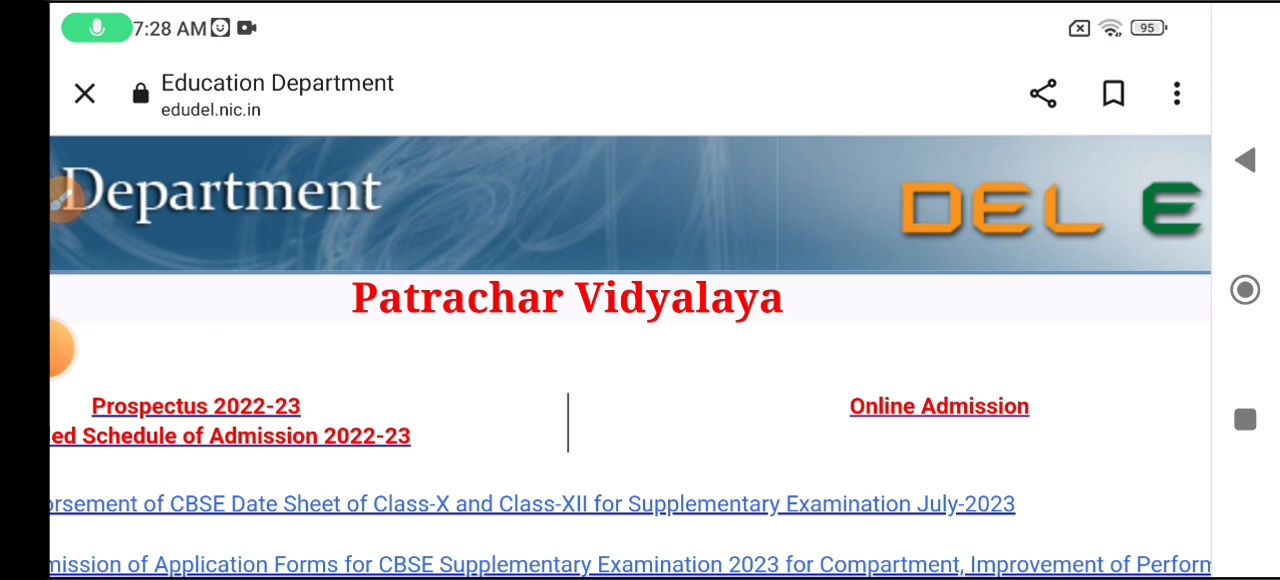 7:28 AM
95
Education Department
edudel.nic.in
Department
DEL E
Patrachar Vidyalaya
Prospectus 2022-23
Online Admission
ed Schedule of Admission 2022-23
orsement of CBSE Date Sheet of Class-X and Class-XII for Supplementary Examination July-2023
mission of Application Forms for CBSE Supplementary Examination 2023 for Compartment, Improvement of Perform